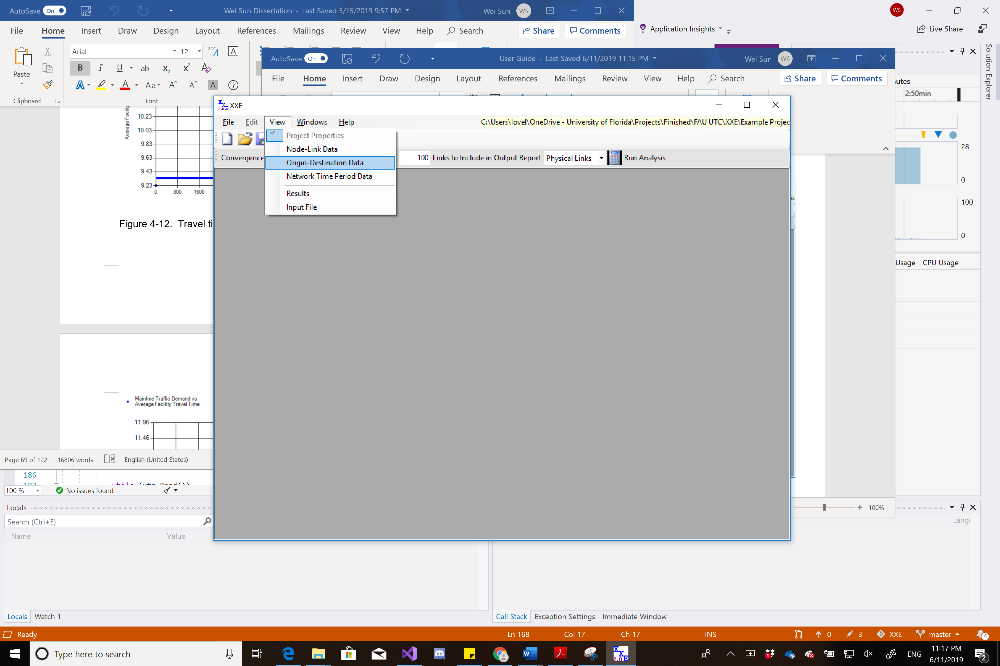 AutoSave On
Wei Sun Dissertation - Last Saved 5/15/2019 9:57 PM
Wei Sun WS
WS
File Home Insert Draw Design Layout References Mailings Review View Help Search
Share Comments
Application Insights
Live Share
Solution Explorer
Paste
Clipboard
Arial 12
Font
AutoSave On
User Guide - Last Saved 6/11/2019 11:15 PM
Wei Sun WS
File Home Insert Draw Design Layout References Mailings Review View Help Search
Share Comments
utes
2:50min
28
0
100
0
Usage CPU Usage
XXE
File Edit View Windows Help
C:\Users\lovel\OneDrive - University of Florida\Projects\Finished\FAU UTC\XXE\Example Projec
Project Properties
Node-Link Data
Origin-Destination Data
Network Time Period Data
Results
Input File
Convergence
100 Links to Include in Output Report Physical Links Run Analysis
Average Facility
10.23
10.03
9.83
9.63
9.43
9.23
0 800 1600
Figure 4-12. Travel ti
Mainline Traffic Demand vs.
Average Facility Travel Time
11.96
11.46
Page 69 of 122 16806 words English (United States)
100%
186
187 while (xtr.Read())
100 % No issues found
Locals
Search (Ctrl+E)
Name Value
Lang
Locals Watch 1
Call Stack Exception Settings Immediate Window
Ready
Ln 168 Col 17 Ch 17 INS
0 3 XXE master 4
Type here to search
ENG
11:17 PM
6/11/2019
2